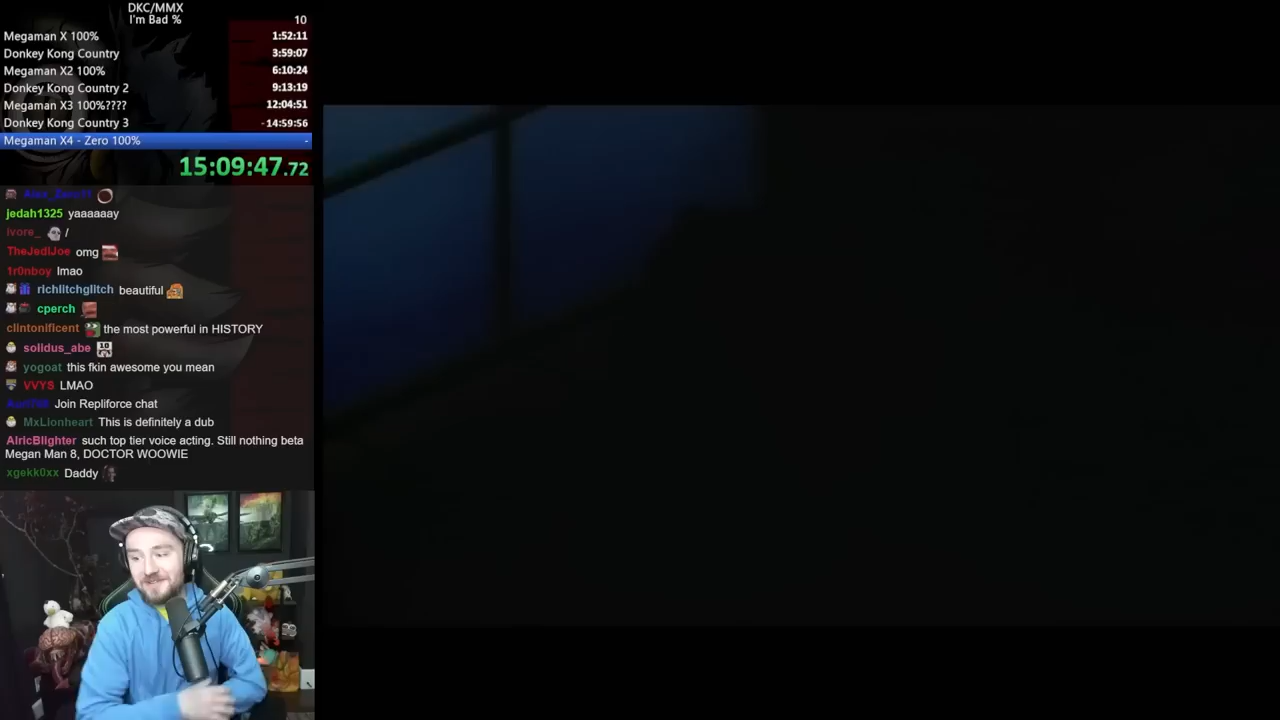 DKC/MMX
I'm Bad %
10
Megaman X 100% 1:52:11
Donkey Kong Country 3:59:07
Megaman X2 100% 6:10:24
Donkey Kong Country 2 9:13:19
Megaman X3 100%???? 12:04:51
Donkey Kong Country 3 - 14:59:56
Megaman X4 - Zero 100% -
15:09:47.72
jedah1325 yaaaaaay
ivore_ /
TheJediJoe omg
1r0nboy lmao
richlitchglitch beautiful
cperch
clintonificent the most powerful in HISTORY
solidus_abe 10
yogoat this fkin awesome you mean
VVYS LMAO
Join Repliforce chat
MxLionheart This is definitely a dub
AlricBlighter such top tier voice acting. Still nothing beta
Megan Man 8, DOCTOR WOOWIE
xgekk0xx Daddy